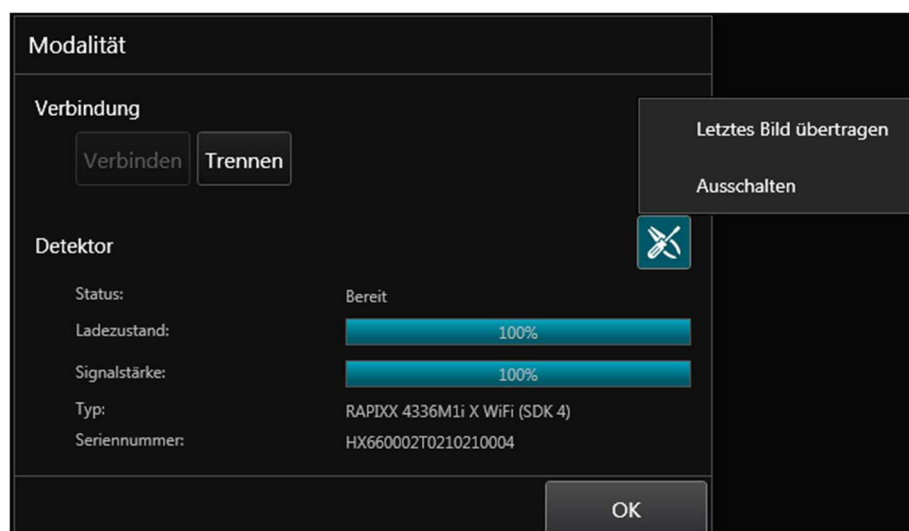 Modalität
Verbindung
Verbinden Trennen
Letztes Bild übertragen
Ausschalten
Detektor
Status: Bereit
Ladezustand: 100%
Signalstärke: 100%
Typ: RAPIXX 4336M1i X WiFi (SDK 4)
Seriennummer: HX660002T0210210004
OK